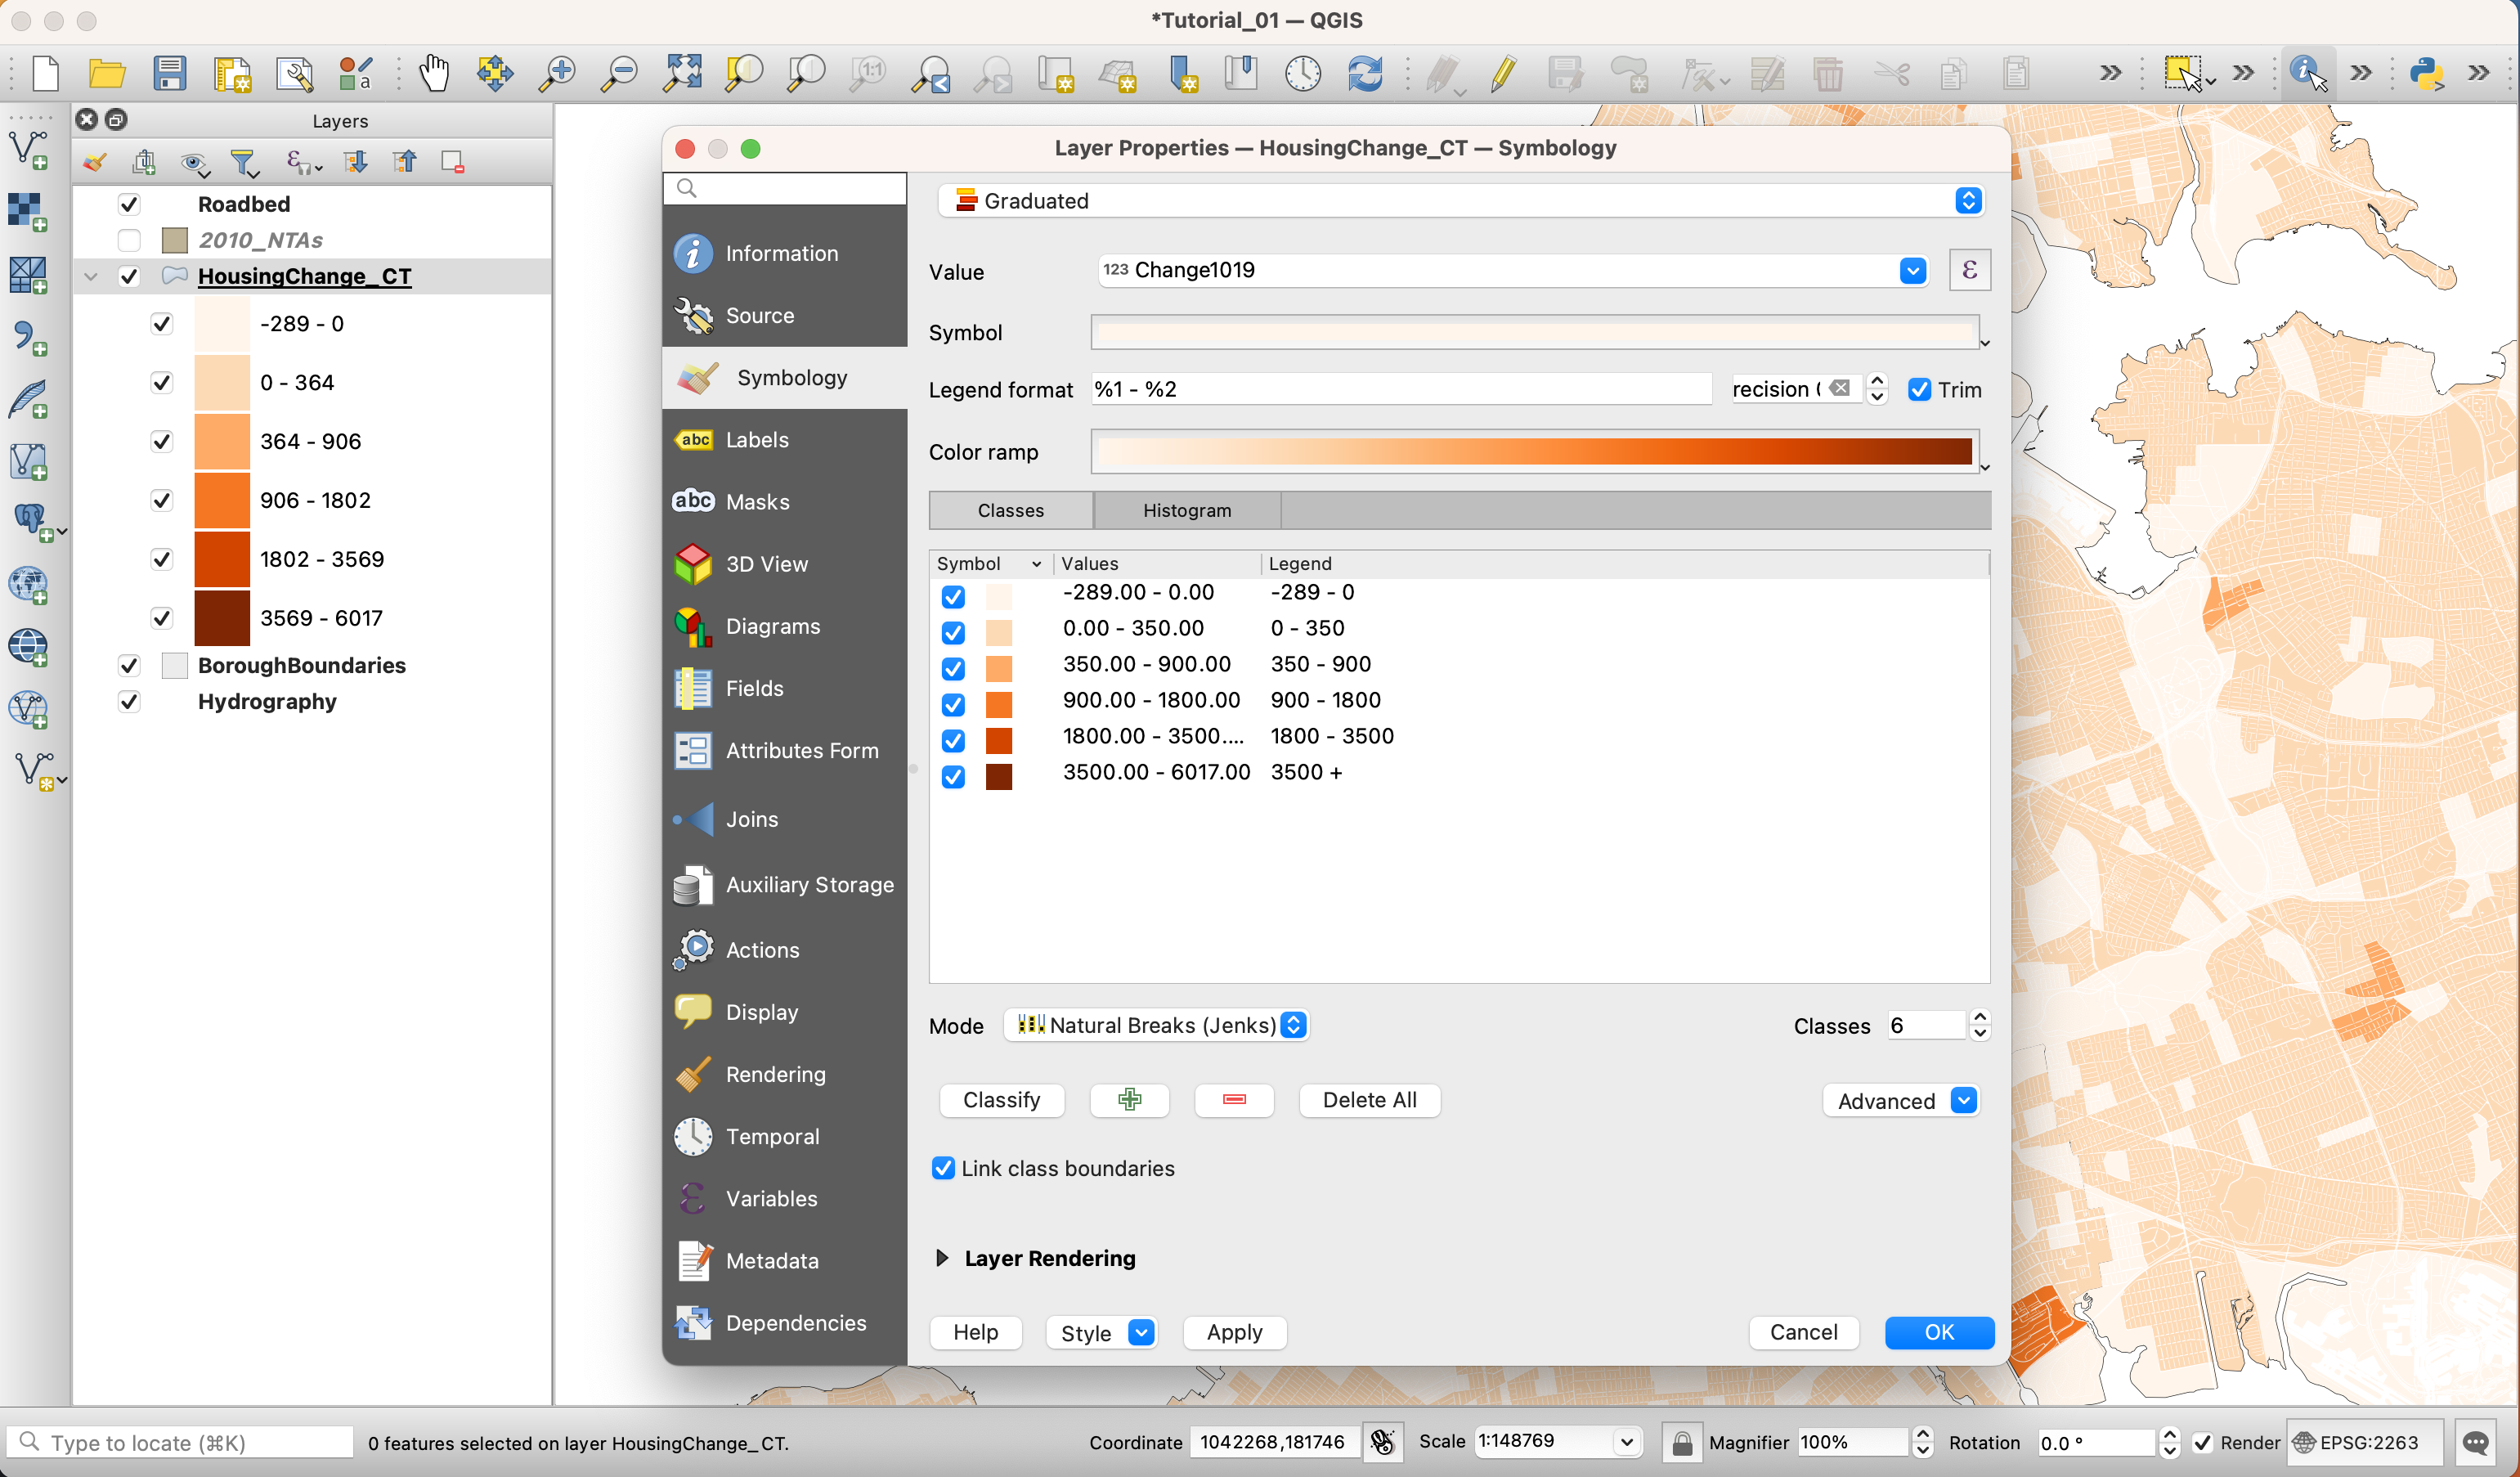 *Tutorial_01 — QGIS
Layers
Roadbed
2010_NTAs
HousingChange_CT
-289 - 0
0 - 364
364 - 906
906 - 1802
1802 - 3569
3569 - 6017
BoroughBoundaries
Hydrography
Layer Properties — HousingChange_CT — Symbology
Information
Source
Symbology
Labels
Masks
3D View
Diagrams
Fields
Attributes Form
Joins
Auxiliary Storage
Actions
Display
Rendering
Temporal
Variables
Metadata
Dependencies
Graduated
Value 123 Change1019 ε
Symbol
Legend format %1 - %2 recision ( Trim
Color ramp
Classes Histogram
Symbol Values Legend
-289.00 - 0.00 -289 - 0
0.00 - 350.00 0 - 350
350.00 - 900.00 350 - 900
900.00 - 1800.00 900 - 1800
1800.00 - 3500.... 1800 - 3500
3500.00 - 6017.00 3500 +
Mode Natural Breaks (Jenks) Classes 6
Classify Delete All Advanced
Link class boundaries
Layer Rendering
Help Style Apply Cancel OK
Type to locate (⌘K) 0 features selected on layer HousingChange_CT. Coordinate 1042268,181746 Scale 1:148769 Magnifier 100% Rotation 0.0 ° Render EPSG:2263